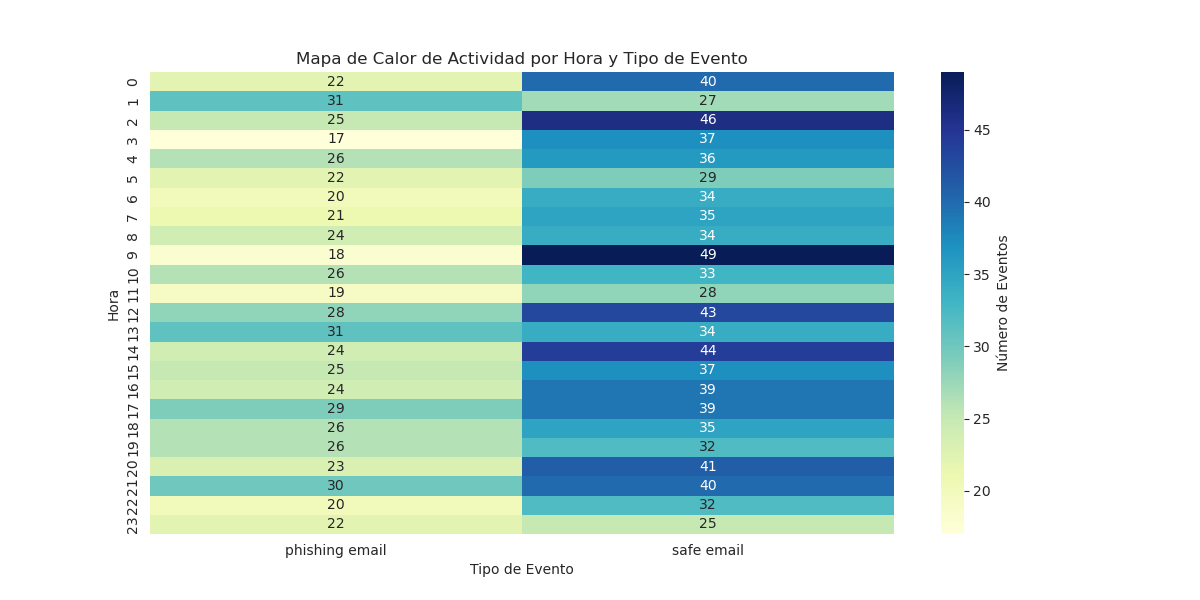 Mapa de Calor de Actividad por Hora y Tipo de Evento
0 22 40
1 31 27
2 25 46
3 17 37
4 26 36
5 22 29
6 20 34
7 21 35
8 24 34
9 18 49
10 26 33
11 19 28
12 28 43
13 31 34
14 24 44
15 25 37
16 24 39
17 29 39
18 26 35
19 26 32
20 23 41
21 30 40
22 20 32
23 22 25
Hora
phishing email safe email
Tipo de Evento
45
40
35
30
25
20
Número de Eventos